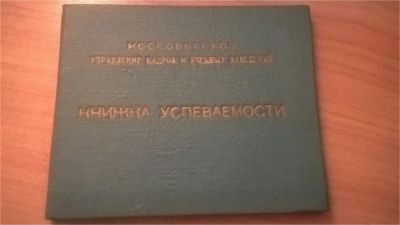 МОССОВНАРХОЗ
УПРАВЛЕНИЕ КАДРОВ И УЧЕБНЫХ ЗАВЕДЕНИЙ
КНИЖКА УСПЕВАЕМОСТИ